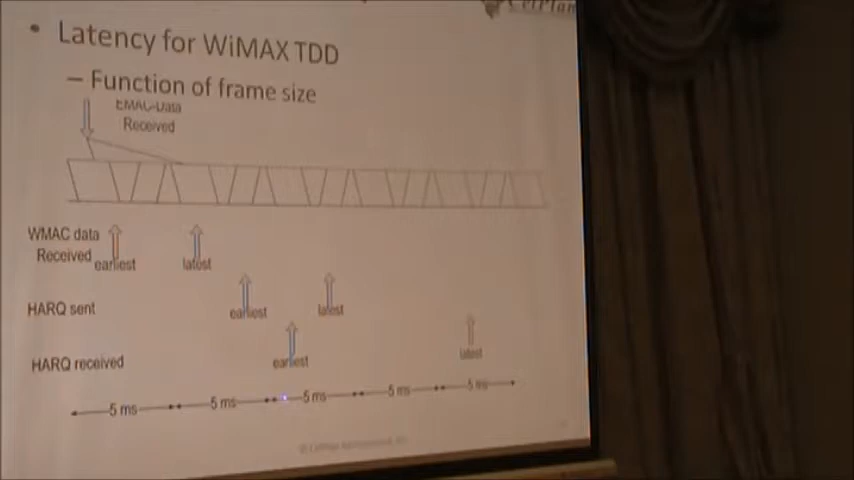 CelPlan
• Latency for WiMAX TDD
– Function of frame size
EMAC-Data
Received
WMAC data
Received
earliest
latest
HARQ sent
earliest
latest
HARQ received
earliest
latest
5 ms
5 ms
5 ms
5 ms
5 ms